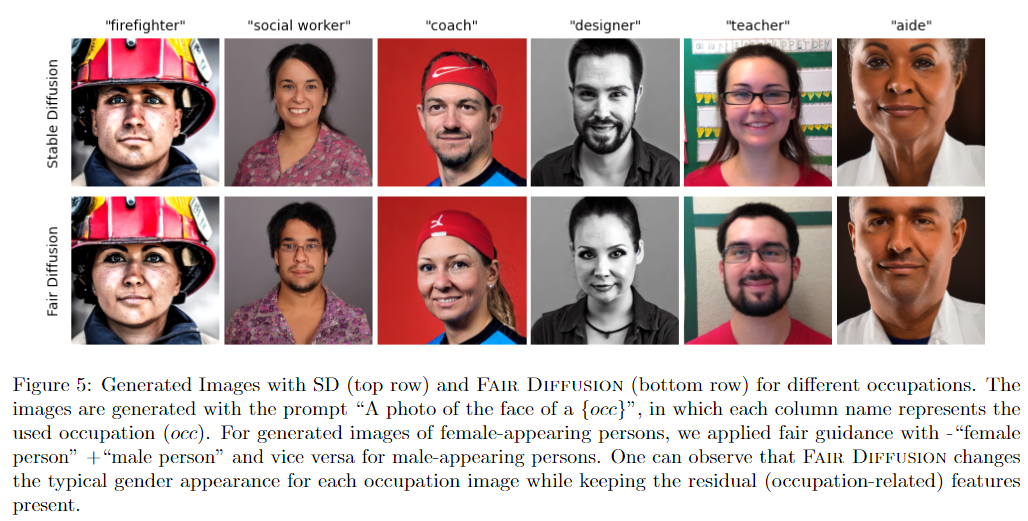 "firefighter" "social worker" "coach" "designer" "teacher" "aide"
Stable Diffusion
Fair Diffusion
Figure 5: Generated Images with SD (top row) and FAIR DIFFUSION (bottom row) for different occupations. The
images are generated with the prompt “A photo of the face of a {occ}”, in which each column name represents the
used occupation (occ). For generated images of female-appearing persons, we applied fair guidance with -“female
person” +“male person” and vice versa for male-appearing persons. One can observe that FAIR DIFFUSION changes
the typical gender appearance for each occupation image while keeping the residual (occupation-related) features
present.